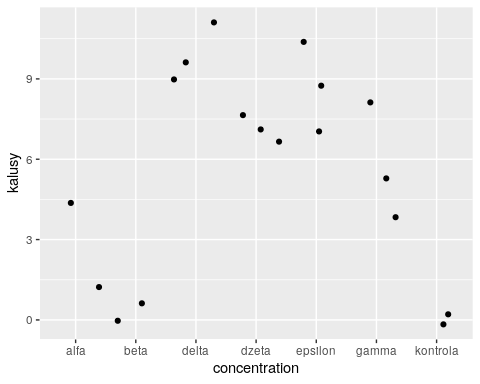 kalusy
9
6
3
0
alfa beta delta dzeta epsilon gamma kontrola
concentration